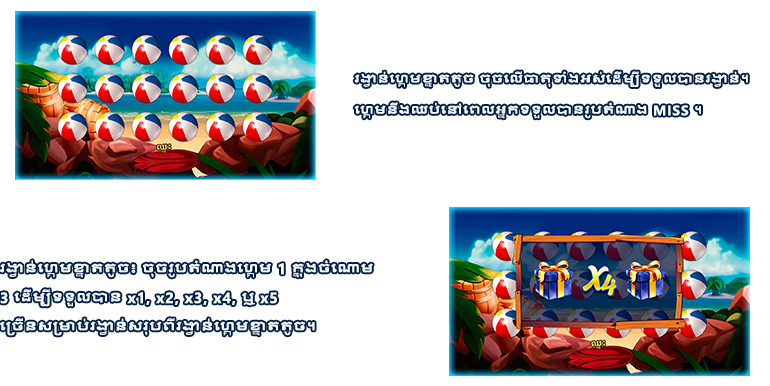 រង្វាន់ហ្គេមខ្នាតតូច ចុចលើធាតុទាំងអស់ដើម្បីទទួលបានរង្វាន់។
ហ្គេមនឹងឈប់នៅពេលអ្នកទទួលបានរូបតំណាង MISS ។
ឈ្នះ
រង្វាន់ហ្គេមខ្នាតតូច៖ ចុចរូបតំណាងហ្គេម 1 ក្នុងចំណោម
3 ដើម្បីទទួលបាន x1, x2, x3, x4, ឬ x5
ច្រើនសម្រាប់រង្វាន់សរុបពីរង្វាន់ហ្គេមខ្នាតតូច។
X4
ឈ្នះ